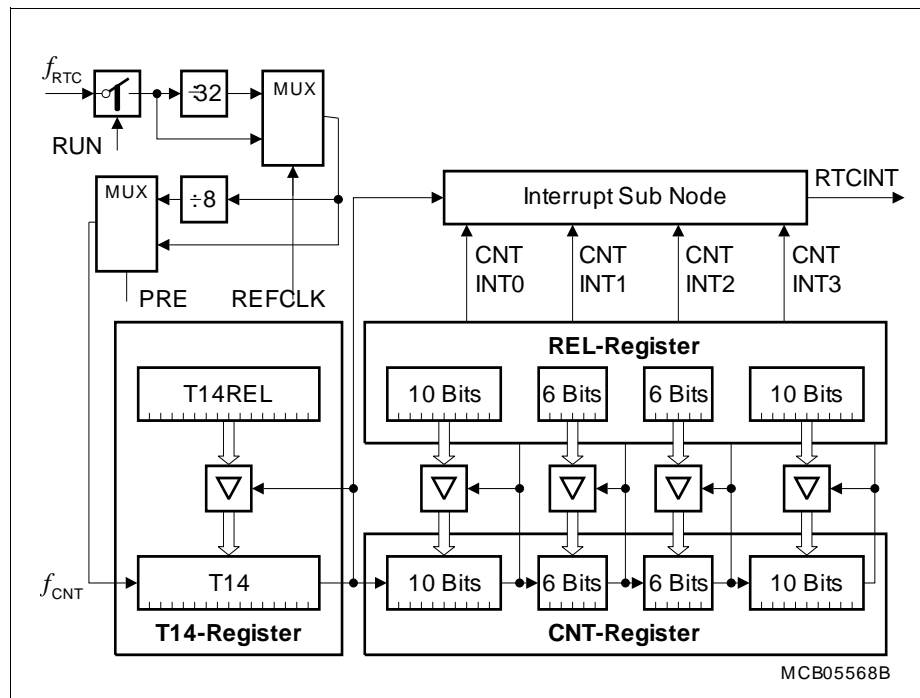 fRTC
RUN
÷32
MUX
MUX
÷8
PRE
REFCLK
Interrupt Sub Node
RTCINT
CNT
INT0
CNT
INT1
CNT
INT2
CNT
INT3
REL-Register
T14REL
10 Bits
6 Bits
6 Bits
10 Bits
fCNT
T14
10 Bits
6 Bits
6 Bits
10 Bits
T14-Register
CNT-Register
MCB05568B